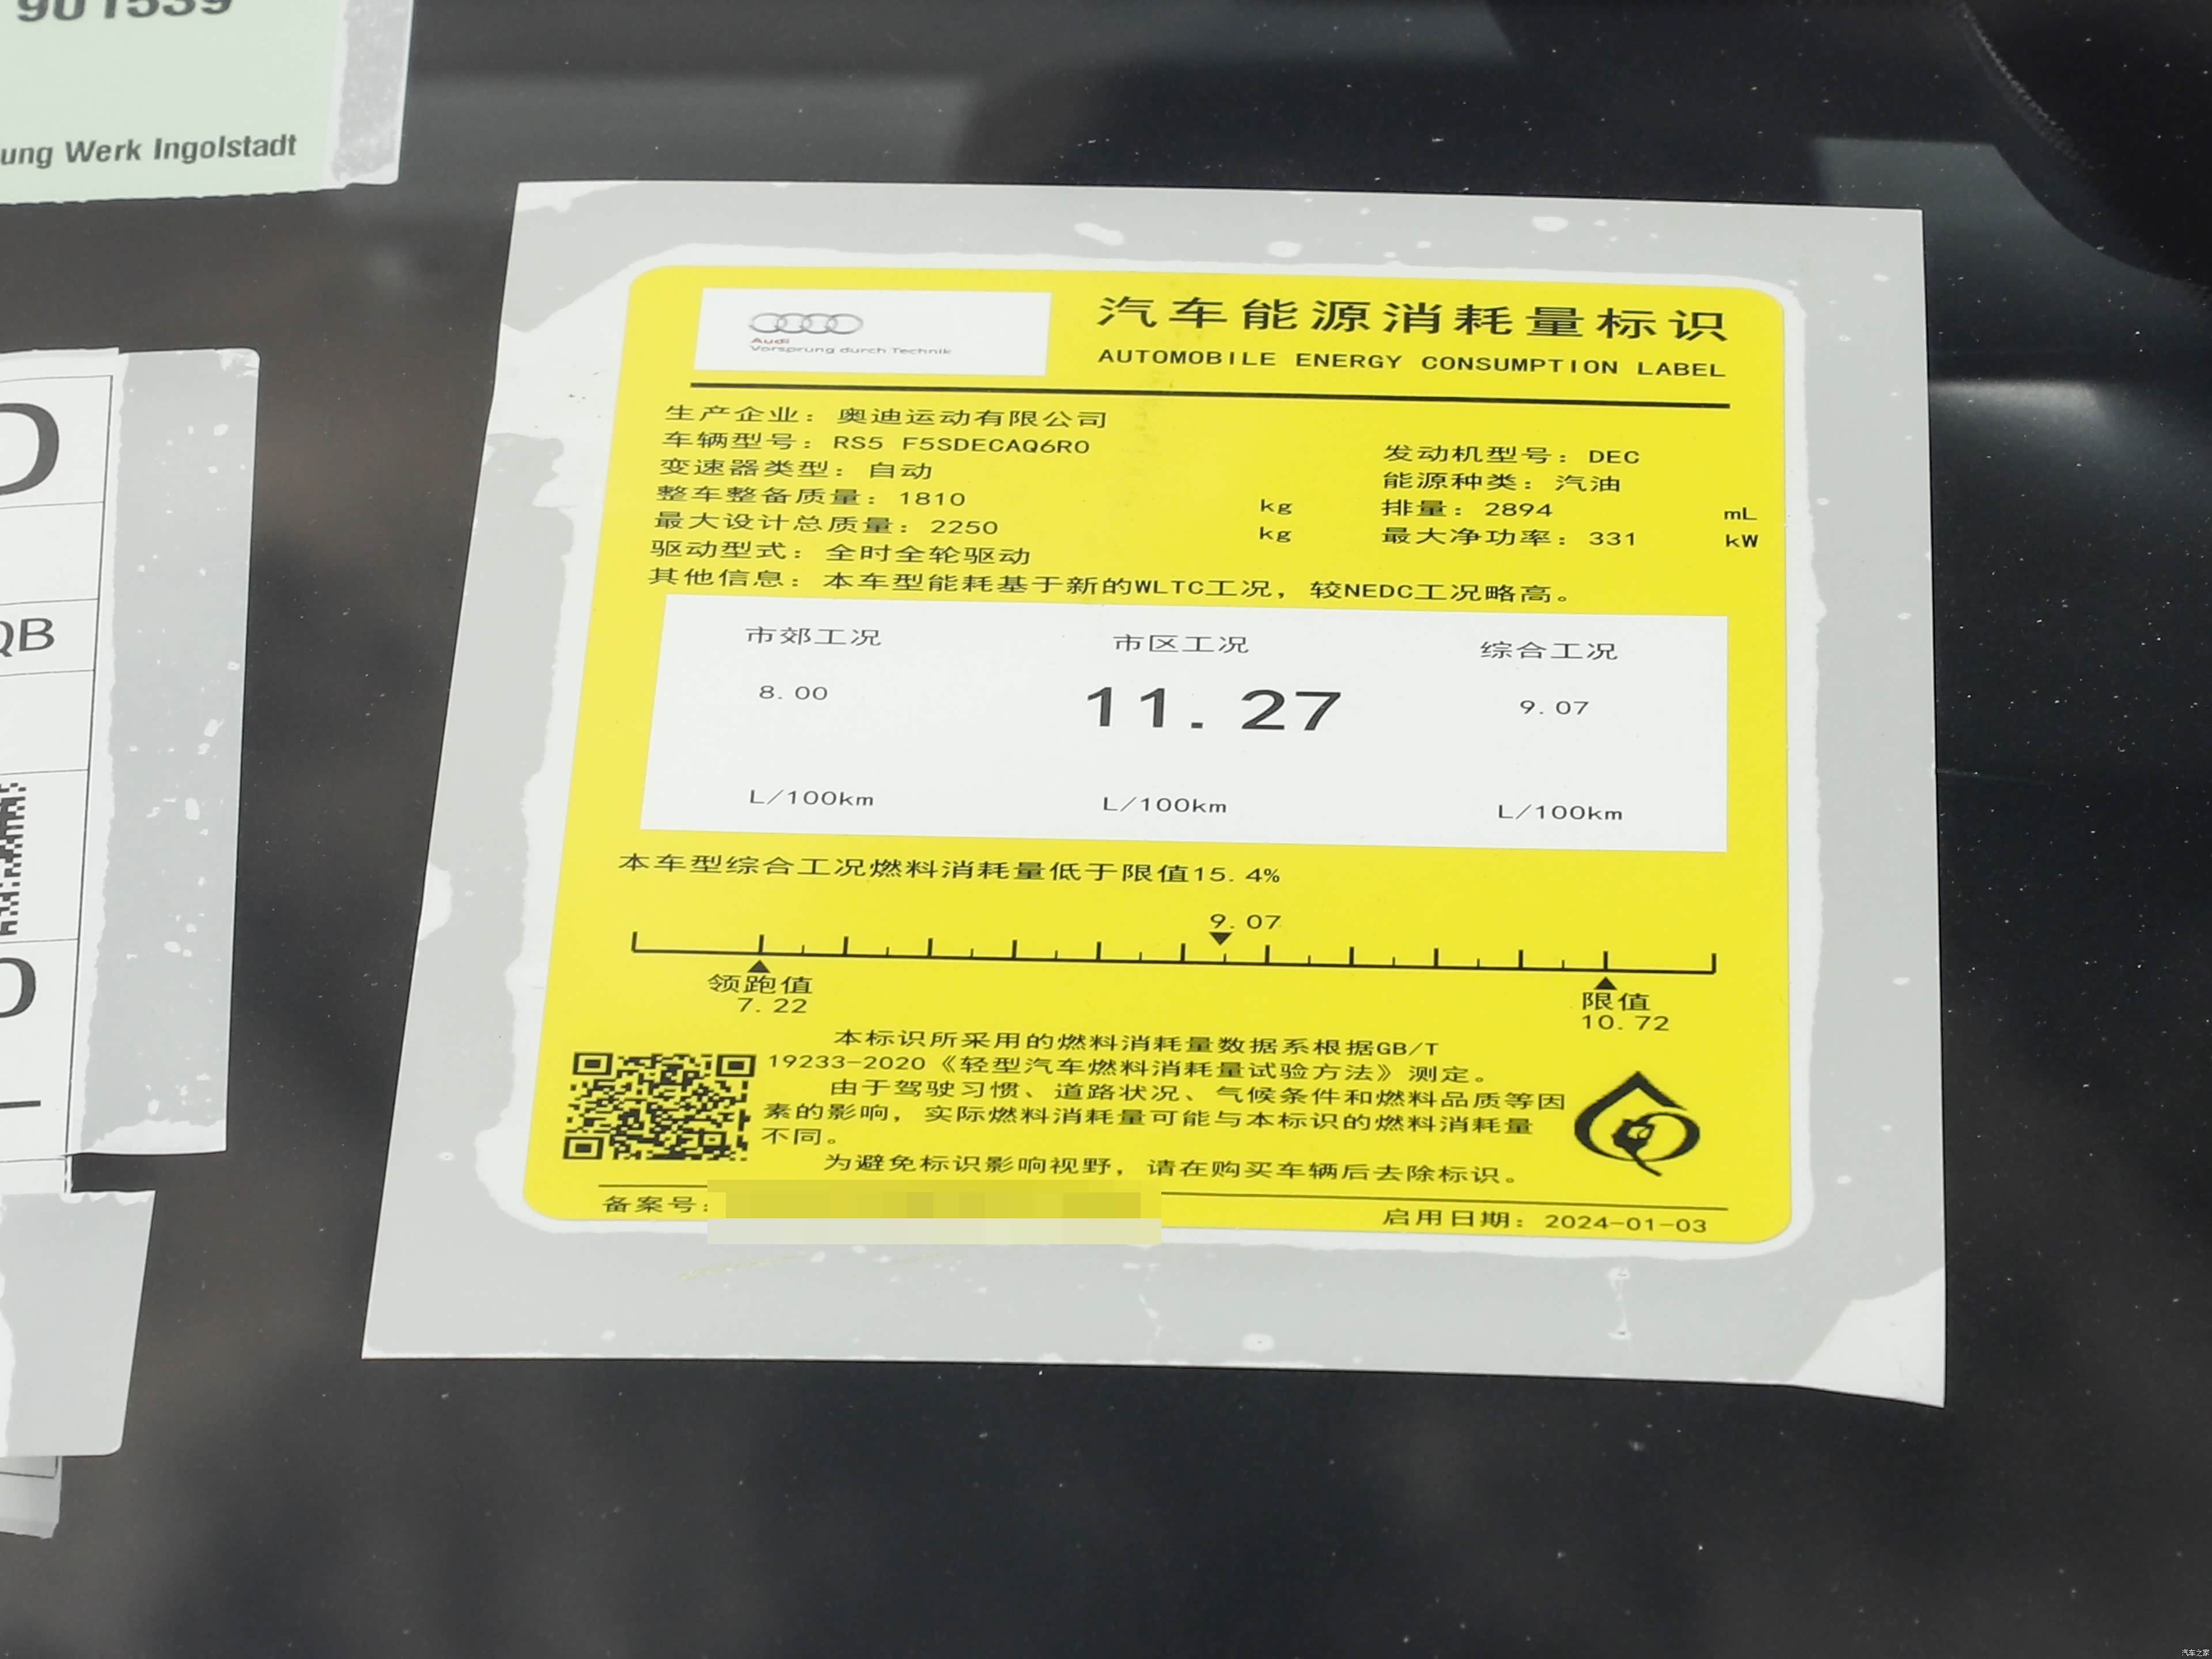 901539
ung Werk Ingolstadt
D
QB
Audi
Vorsprung durch Technik
汽车能源消耗量标识
AUTOMOBILE ENERGY CONSUMPTION LABEL
生产企业：奥迪运动有限公司
车辆型号：RS5 F5SDECAQ6R0
发动机型号：DEC
变速器类型：自动
能源种类：汽油
整车整备质量：1810 kg
排量：2894 mL
最大设计总质量：2250 kg
最大净功率：331 kW
驱动型式：全时全轮驱动
其他信息：本车型能耗基于新的WLTC工况，较NEDC工况略高。
市郊工况 市区工况 综合工况
8.00 11.27 9.07
L/100km L/100km L/100km
本车型综合工况燃料消耗量低于限值15.4%
9.07
领跑值 限值
7.22 10.72
本标识所采用的燃料消耗量数据系根据GB/T
19233-2020《轻型汽车燃料消耗量试验方法》测定。
由于驾驶习惯、道路状况、气候条件和燃料品质等因
素的影响，实际燃料消耗量可能与本标识的燃料消耗量
不同。
为避免标识影响视野，请在购买车辆后去除标识。
备案号：
启用日期：2024-01-03
汽车之家